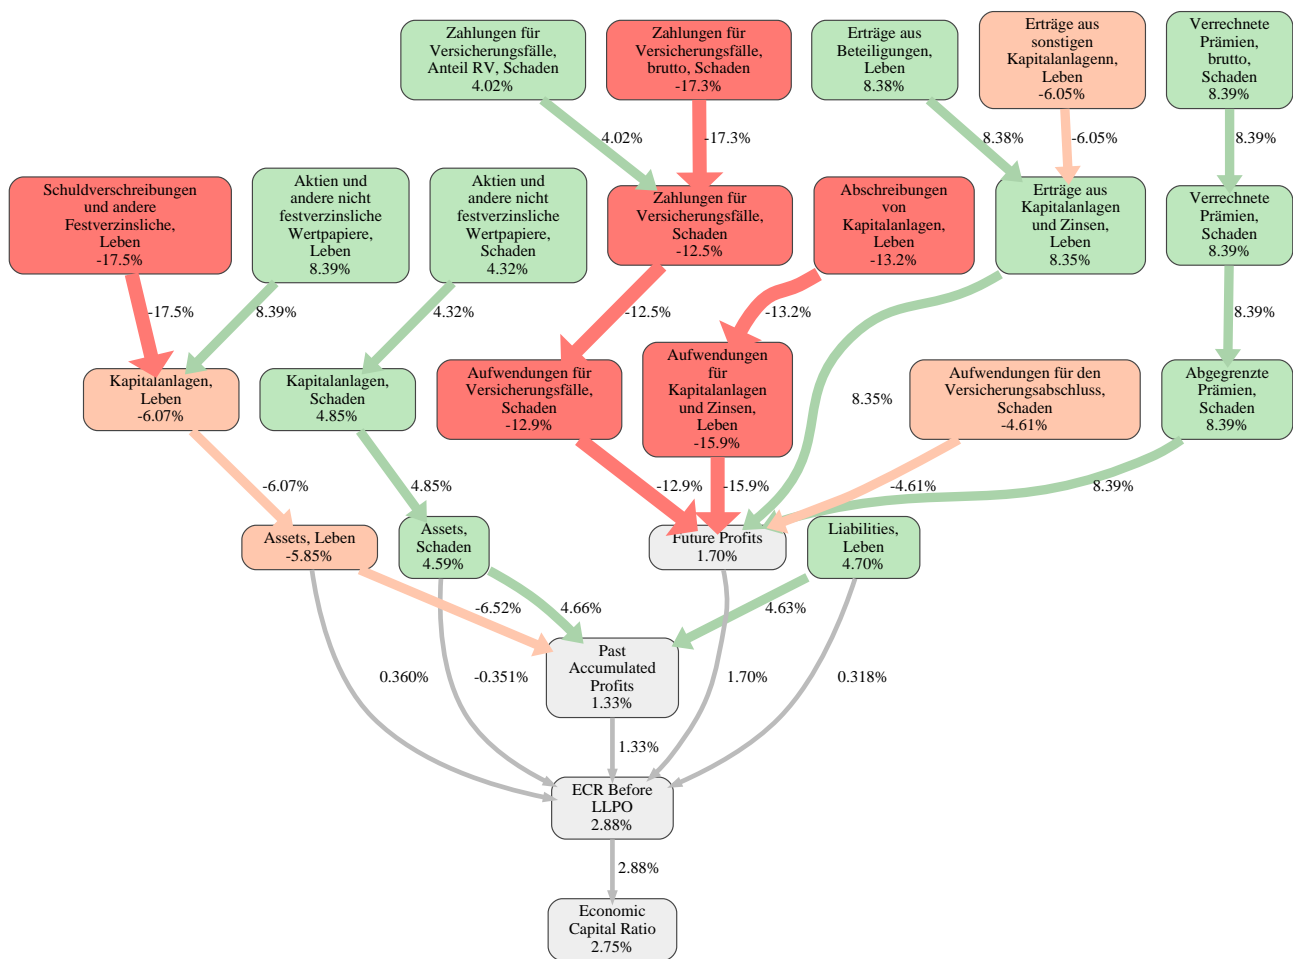 Zahlungen für
Versicherungsfälle,
Anteil RV, Schaden
4.02%
Zahlungen für
Versicherungsfälle,
brutto, Schaden
-17.3%
Erträge aus
Beteiligungen,
Leben
8.38%
Erträge aus
sonstigen
Kapitalanlagenn,
Leben
-6.05%
Verrechnete
Prämien,
brutto,
Schaden
8.39%
4.02%
-17.3%
8.38%
-6.05%
8.39%
Schuldverschreibungen
und andere
Festverzinsliche,
Leben
-17.5%
Aktien und
andere nicht
festverzinsliche
Wertpapiere,
Leben
8.39%
Aktien und
andere nicht
festverzinsliche
Wertpapiere,
Schaden
4.32%
Zahlungen für
Versicherungsfälle,
Schaden
-12.5%
Abschreibungen
von
Kapitalanlagen,
Leben
-13.2%
Erträge aus
Kapitalanlagen
und Zinsen,
Leben
8.35%
Verrechnete
Prämien,
Schaden
8.39%
-17.5%
8.39%
4.32%
-12.5%
-13.2%
8.39%
Kapitalanlagen,
Leben
-6.07%
Kapitalanlagen,
Schaden
4.85%
Aufwendungen für
Versicherungsfälle,
Schaden
-12.9%
Aufwendungen
für
Kapitalanlagen
und Zinsen,
Leben
-15.9%
8.35%
Aufwendungen für den
Versicherungsabschluss,
Schaden
-4.61%
Abgegrenzte
Prämien,
Schaden
8.39%
-6.07%
4.85%
-12.9%
-15.9%
-4.61%
8.39%
Assets, Leben
-5.85%
Assets,
Schaden
4.59%
Future Profits
1.70%
Liabilities,
Leben
4.70%
-6.52%
4.66%
4.63%
0.360%
-0.351%
Past
Accumulated
Profits
1.33%
1.70%
0.318%
1.33%
ECR Before
LLPO
2.88%
2.88%
Economic
Capital Ratio
2.75%